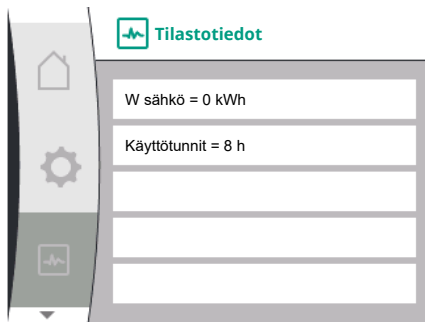 Tilastotiedot
W sähkö = 0 kWh
Käyttötunnit = 8 h